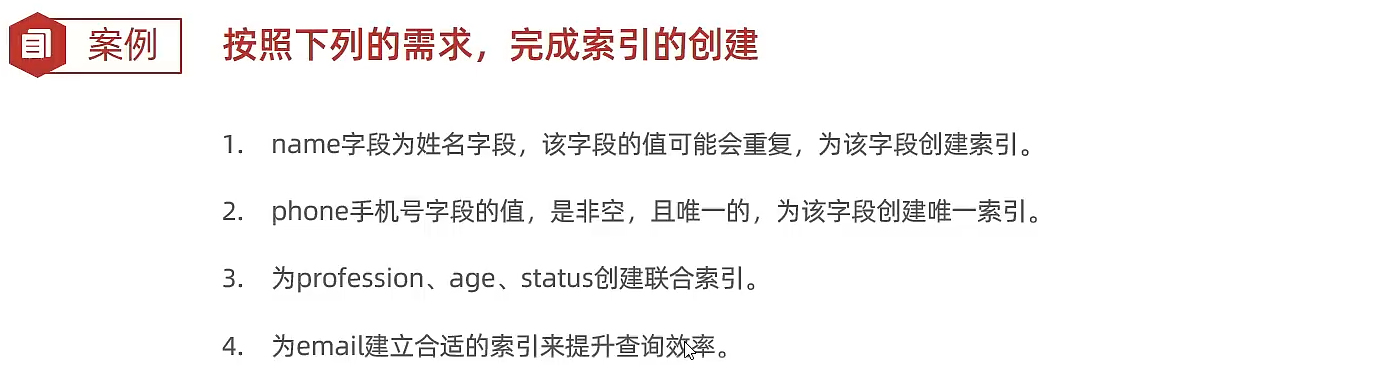 案例
按照下列的需求，完成索引的创建
1. name字段为姓名字段，该字段的值可能会重复，为该字段创建索引。
2. phone手机号字段的值，是非空，且唯一的，为该字段创建唯一索引。
3. 为profession、age、status创建联合索引。
4. 为email建立合适的索引来提升查询效率。